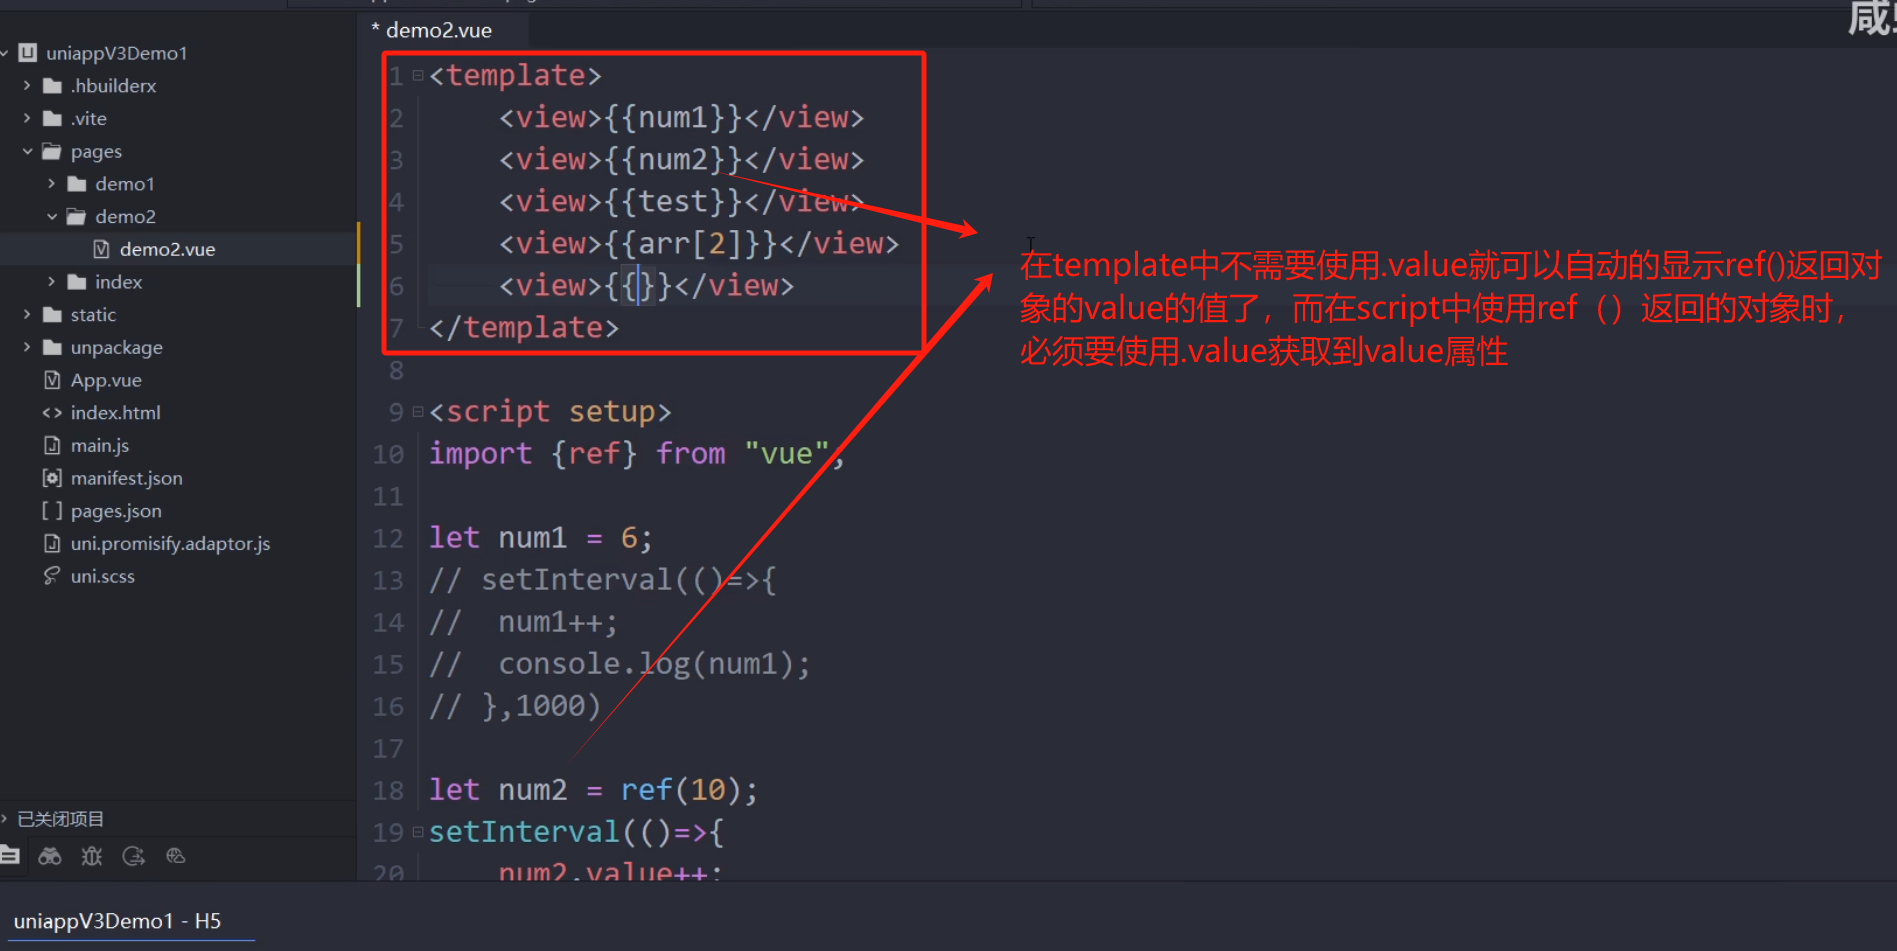 咸
* demo2.vue
uniappV3Demo1
.hbuilderx
.vite
pages
demo1
demo2
demo2.vue
index
static
unpackage
App.vue
index.html
main.js
manifest.json
pages.json
uni.promisify.adaptor.js
uni.scss
已关闭项目
1 <template>
2 <view>{{num1}}</view>
3 <view>{{num2}}</view>
4 <view>{{test}}</view>
5 <view>{{arr[2]}}</view>
6 <view>{{}}</view>
7 </template>
8
9 <script setup>
10 import {ref} from "vue";
11
12 let num1 = 6;
13 // setInterval(()=>{
14 // num1++;
15 // console.log(num1);
16 // },1000)
17
18 let num2 = ref(10);
19 setInterval(()=>{
20 num2.value++;
在template中不需要使用.value就可以自动的显示ref()返回对
象的value的值了，而在script中使用ref（）返回的对象时，
必须要使用.value获取到value属性
uniappV3Demo1 - H5